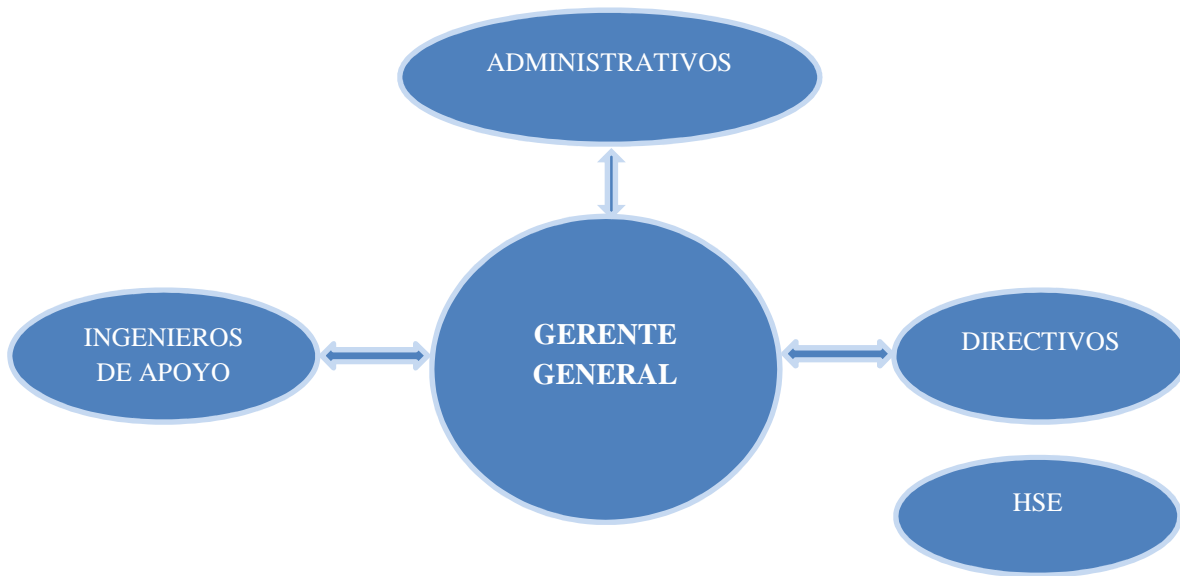 ADMINISTRATIVOS
INGENIEROS
DE APOYO
GERENTE
GENERAL
DIRECTIVOS
HSE